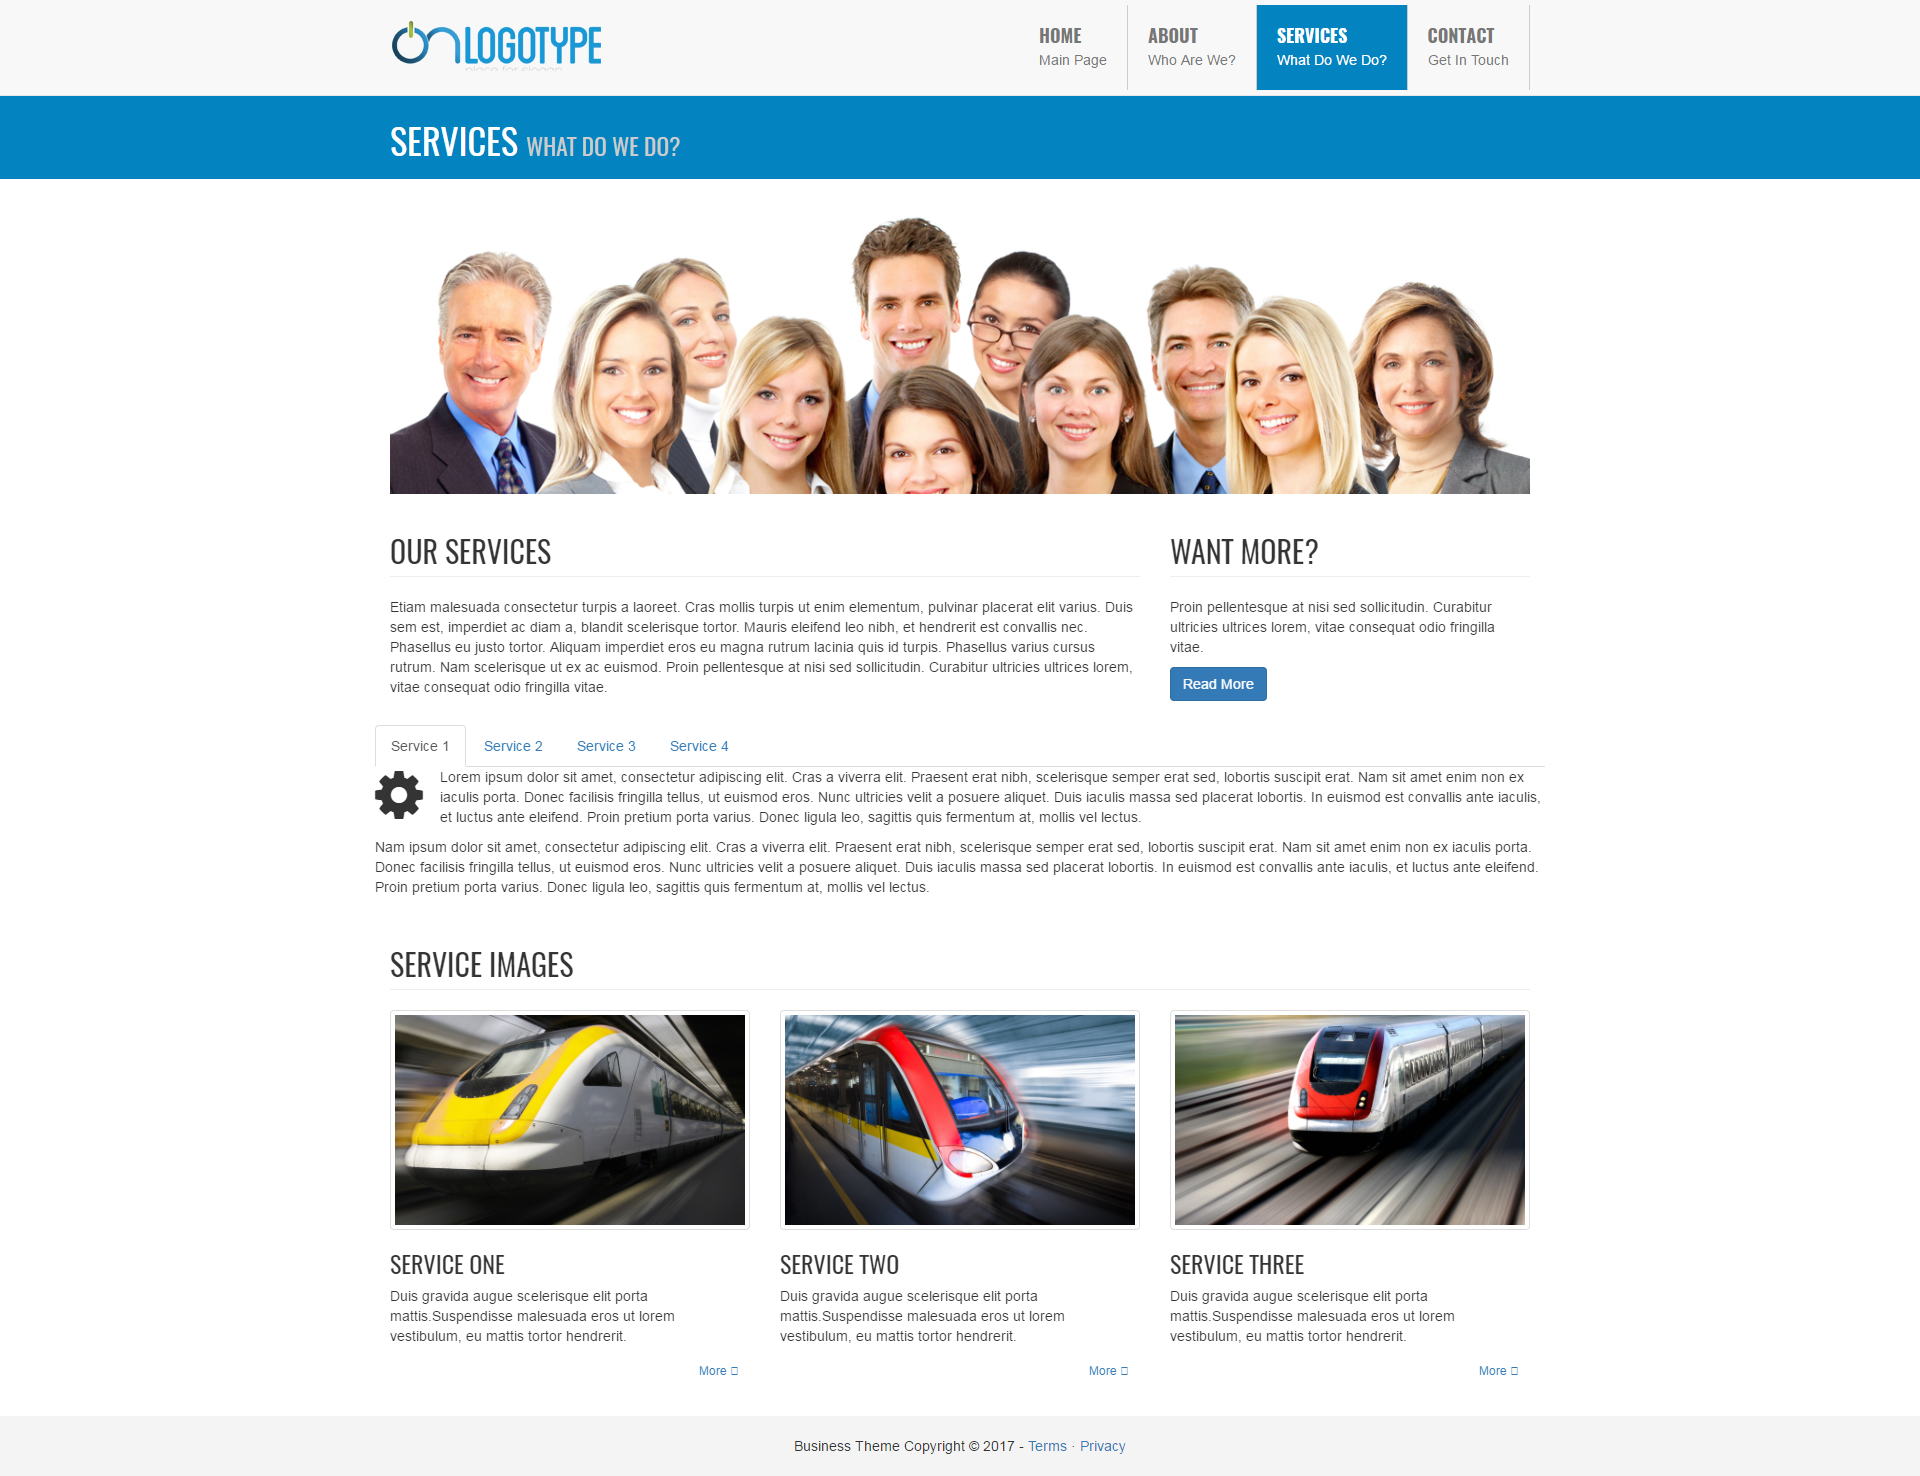 LOGOTYPE
place for slogan
HOME
Main Page
ABOUT
Who Are We?
SERVICES
What Do We Do?
CONTACT
Get In Touch
SERVICES WHAT DO WE DO?
OUR SERVICES
Etiam malesuada consectetur turpis a laoreet. Cras mollis turpis ut enim elementum, pulvinar placerat elit varius. Duis
sem est, imperdiet ac diam a, blandit scelerisque tortor. Mauris eleifend leo nibh, et hendrerit est convallis nec.
Phasellus eu justo tortor. Aliquam imperdiet eros eu magna rutrum lacinia quis id turpis. Phasellus varius cursus
rutrum. Nam scelerisque ut ex ac euismod. Proin pellentesque at nisi sed sollicitudin. Curabitur ultricies ultrices lorem,
vitae consequat odio fringilla vitae.
WANT MORE?
Proin pellentesque at nisi sed sollicitudin. Curabitur
ultricies ultrices lorem, vitae consequat odio fringilla
vitae.
Read More
Service 1 Service 2 Service 3 Service 4
Lorem ipsum dolor sit amet, consectetur adipiscing elit. Cras a viverra elit. Praesent erat nibh, scelerisque semper erat sed, lobortis suscipit erat. Nam sit amet enim non ex
iaculis porta. Donec facilisis fringilla tellus, ut euismod eros. Nunc ultricies velit a posuere aliquet. Duis iaculis massa sed placerat lobortis. In euismod est convallis ante iaculis,
et luctus ante eleifend. Proin pretium porta varius. Donec ligula leo, sagittis quis fermentum at, mollis vel lectus.
Nam ipsum dolor sit amet, consectetur adipiscing elit. Cras a viverra elit. Praesent erat nibh, scelerisque semper erat sed, lobortis suscipit erat. Nam sit amet enim non ex iaculis porta.
Donec facilisis fringilla tellus, ut euismod eros. Nunc ultricies velit a posuere aliquet. Duis iaculis massa sed placerat lobortis. In euismod est convallis ante iaculis, et luctus ante eleifend.
Proin pretium porta varius. Donec ligula leo, sagittis quis fermentum at, mollis vel lectus.
SERVICE IMAGES
SERVICE ONE
Duis gravida augue scelerisque elit porta
mattis.Suspendisse malesuada eros ut lorem
vestibulum, eu mattis tortor hendrerit.
More
SERVICE TWO
Duis gravida augue scelerisque elit porta
mattis.Suspendisse malesuada eros ut lorem
vestibulum, eu mattis tortor hendrerit.
More
SERVICE THREE
Duis gravida augue scelerisque elit porta
mattis.Suspendisse malesuada eros ut lorem
vestibulum, eu mattis tortor hendrerit.
More
Business Theme Copyright © 2017 - Terms · Privacy